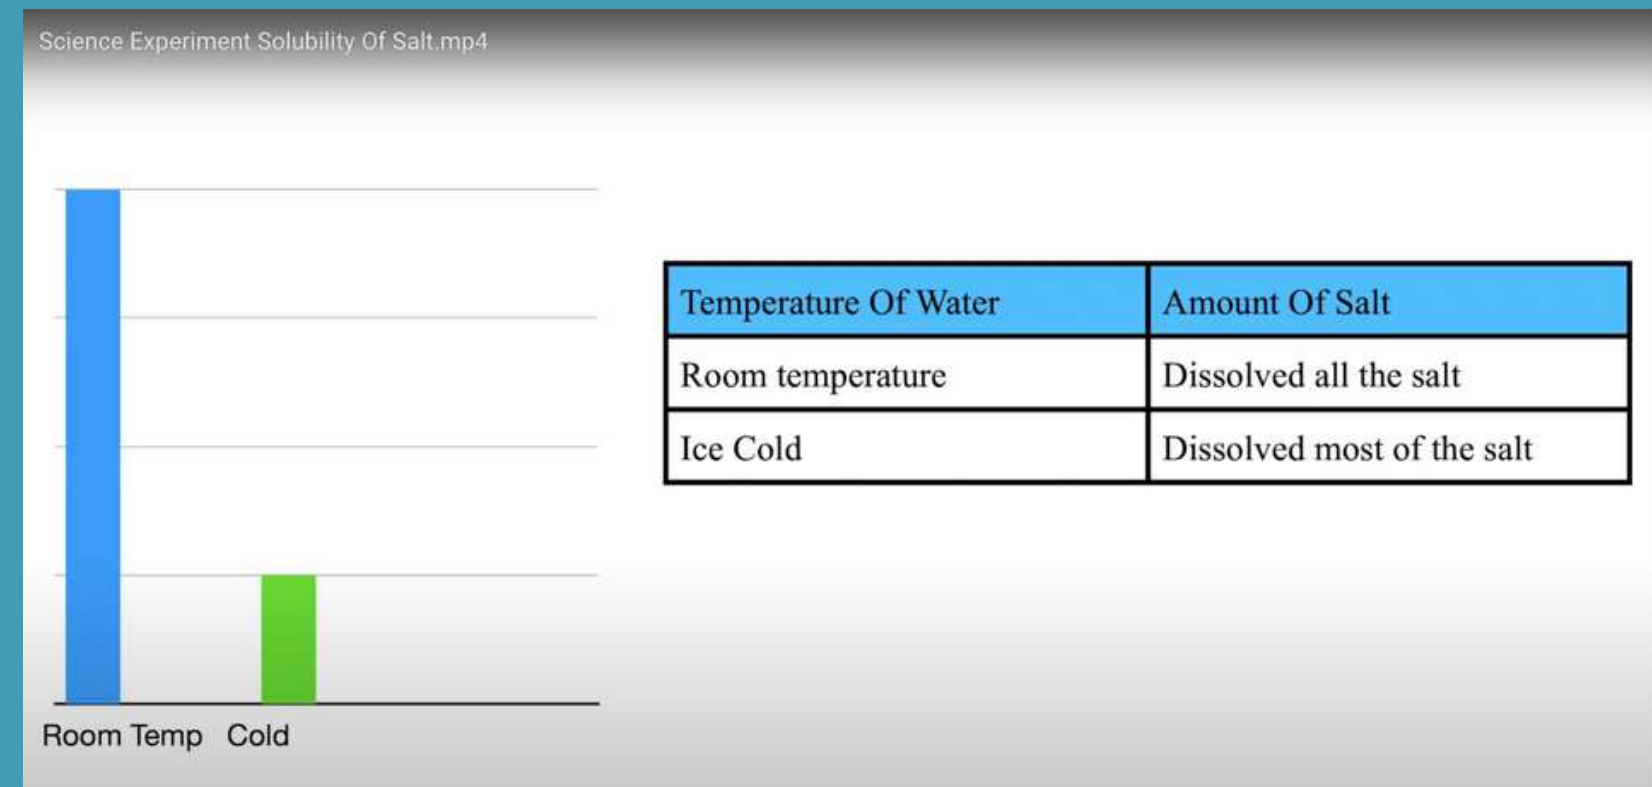 Science Experiment Solubility Of Salt.mp4
Temperature Of Water Amount Of Salt
Room temperature Dissolved all the salt
Ice Cold Dissolved most of the salt
Room Temp Cold